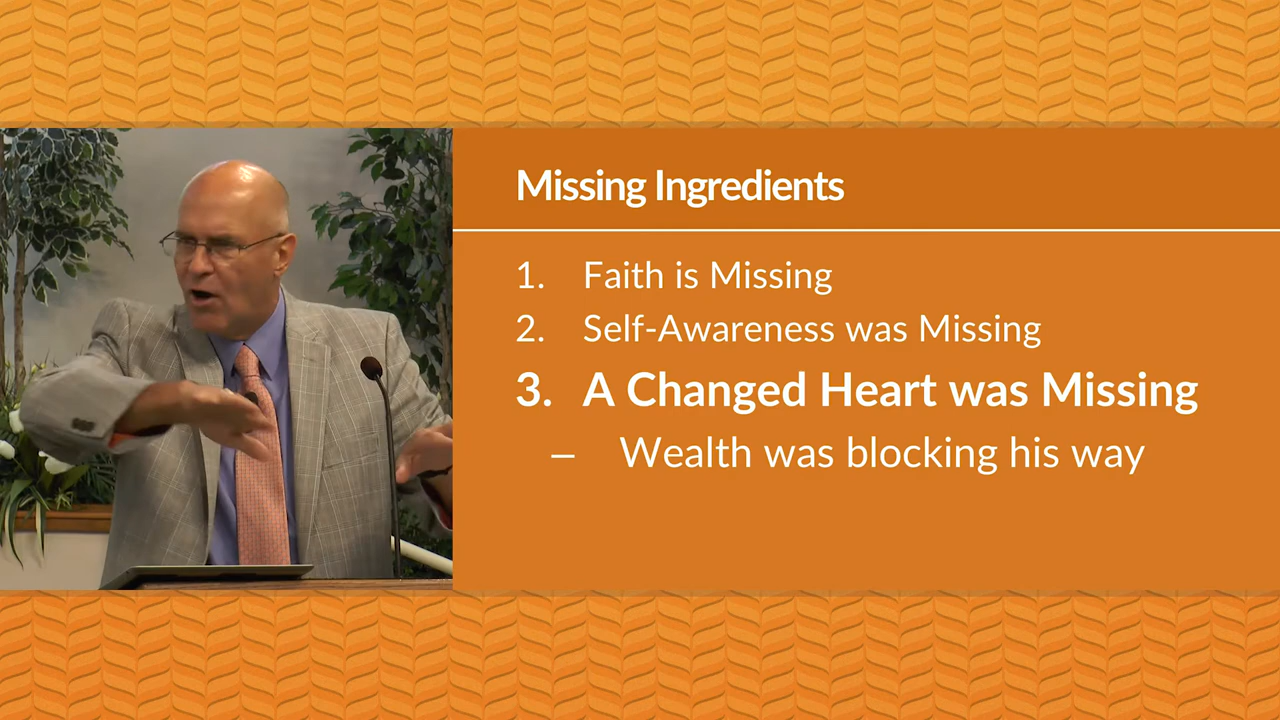 Missing Ingredients
1. Faith is Missing
2. Self-Awareness was Missing
3. A Changed Heart was Missing
– Wealth was blocking his way